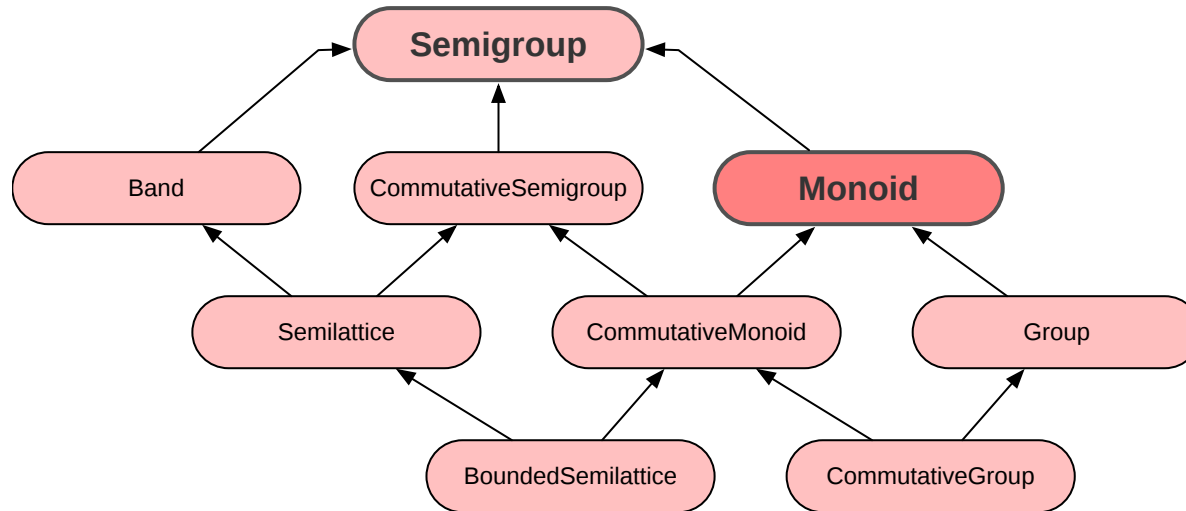 Semigroup
Band
CommutativeSemigroup
Monoid
Semilattice
CommutativeMonoid
Group
BoundedSemilattice
CommutativeGroup